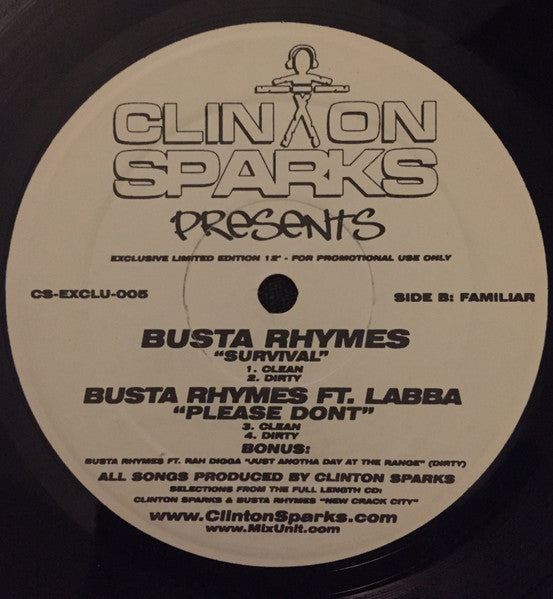 CLINTON
SPARKS
PRESENTS
EXCLUSIVE LIMITED EDITION 12" - FOR PROMOTIONAL USE ONLY
CS-EXCLU-005
SIDE B: FAMILIAR
BUSTA RHYMES
"SURVIVAL"
1. CLEAN
2. DIRTY
BUSTA RHYMES FT. LABBA
"PLEASE DONT"
3. CLEAN
4. DIRTY
BONUS:
BUSTA RHYMES FT. RAH DIGGA "JUST ANOTHA DAY AT THE RANGE" (DIRTY)
ALL SONGS PRODUCED BY CLINTON SPARKS
SELECTIONS FROM THE FULL LENGTH CD:
CLINTON SPARKS & BUSTA RHYMES "NEW CRACK CITY"
www.ClintonSparks.com
www.MixUnit.com